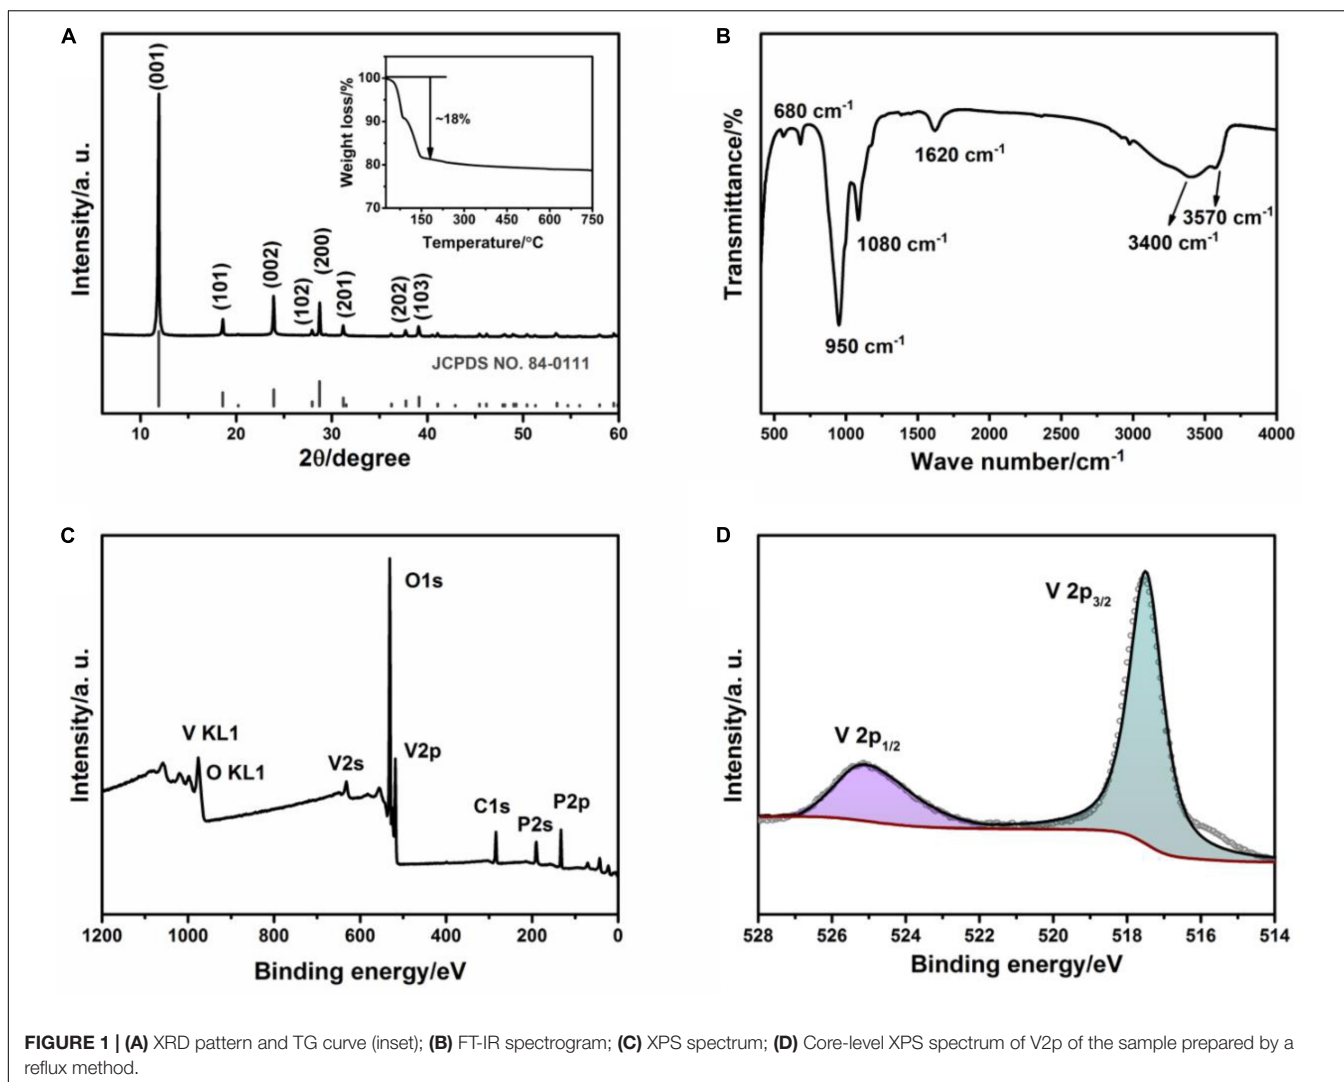 A
(001)
(101)
(002)
(102)
(200)
(201)
(202)
(103)
JCPDS NO. 84-0111
Intensity/a. u.
10 20 30 40 50 60
2θ/degree
100
90
80
70
Weight loss/%
~18%
150 300 450 600 750
Temperature/°C
B
Transmittance/%
680 cm-1
950 cm-1
1080 cm-1
1620 cm-1
3400 cm-1
3570 cm-1
500 1000 1500 2000 2500 3000 3500 4000
Wave number/cm-1
C
Intensity/a. u.
V KL1
O KL1
V2s
O1s
V2p
C1s
P2s
P2p
1200 1000 800 600 400 200 0
Binding energy/eV
D
Intensity/a. u.
V 2p1/2
V 2p3/2
528 526 524 522 520 518 516 514
Binding energy/eV
FIGURE 1 | (A) XRD pattern and TG curve (inset); (B) FT-IR spectrogram; (C) XPS spectrum; (D) Core-level XPS spectrum of V2p of the sample prepared by a
reflux method.